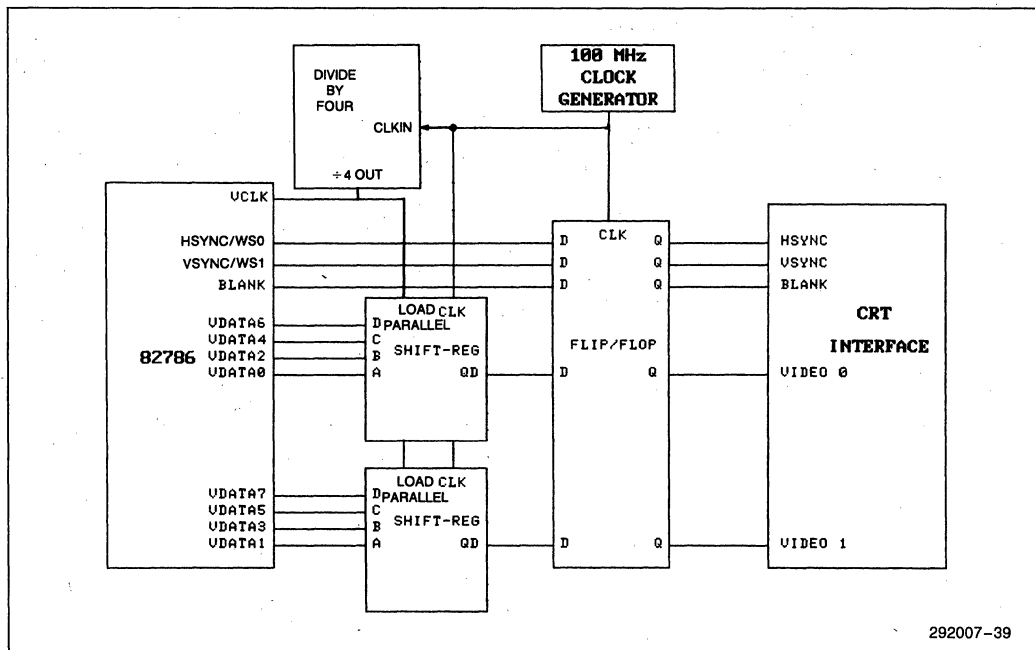 100 MHz
CLOCK
GENERATOR
DIVIDE
BY
FOUR
CLKIN
÷4 OUT
VCLK
HSYNC/WS0
VSYNC/WS1
BLANK
VDATA6
VDATA4
VDATA2
VDATA0
82786
VDATA7
VDATA5
VDATA3
VDATA1
LOAD CLK
D PARALLEL
C
B
A
SHIFT-REG
QD
LOAD CLK
D PARALLEL
C
B
A
SHIFT-REG
QD
CLK
D Q
D Q
D Q
FLIP/FLOP
D Q
D Q
HSYNC
VSYNC
BLANK
CRT
INTERFACE
VIDEO 0
VIDEO 1
292007-39